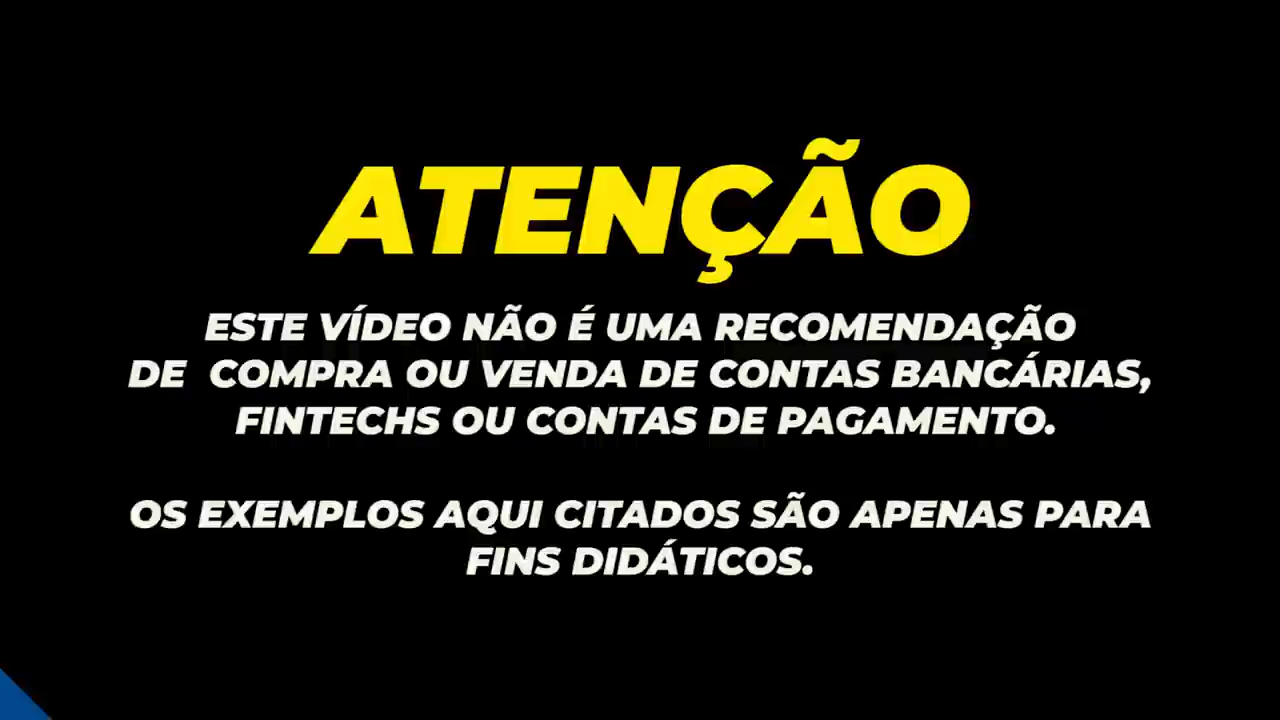 ATENÇÃO
ESTE VÍDEO NÃO É UMA RECOMENDAÇÃO
DE COMPRA OU VENDA DE CONTAS BANCÁRIAS,
FINTECHS OU CONTAS DE PAGAMENTO.
OS EXEMPLOS AQUI CITADOS SÃO APENAS PARA
FINS DIDÁTICOS.